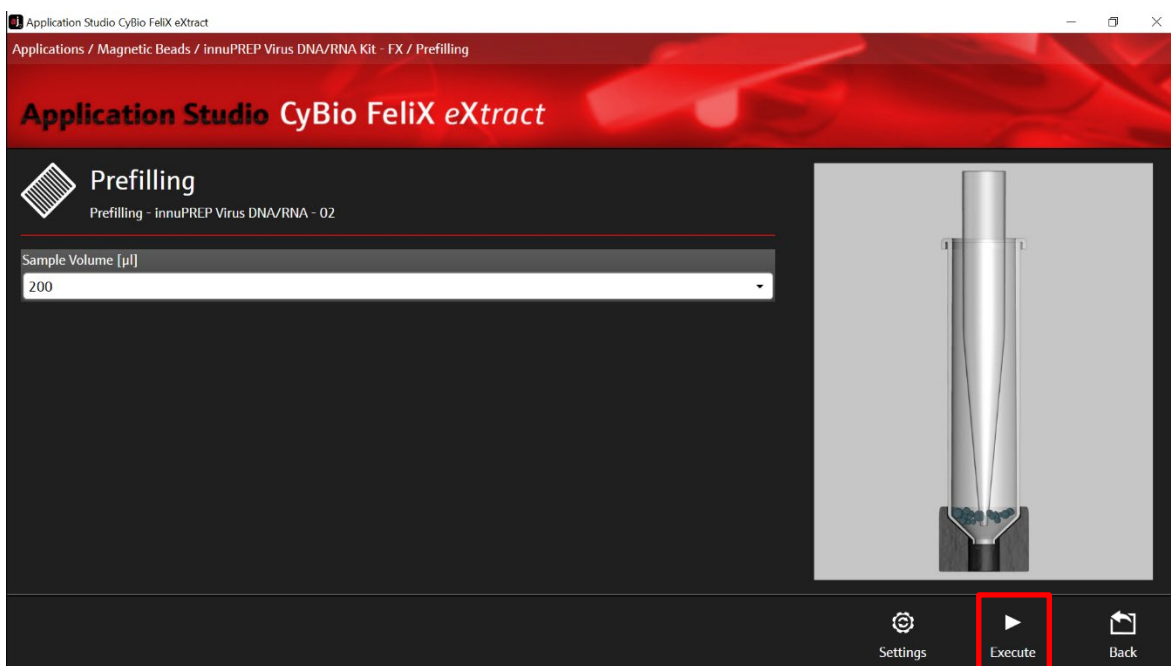 Application Studio CyBio FeliX eXtract
Applications / Magnetic Beads / innuPREP Virus DNA/RNA Kit - FX / Prefilling
Application Studio CyBio FeliX eXtract
Prefilling
Prefilling - innuPREP Virus DNA/RNA - 02
Sample Volume [µl]
200
Settings
Execute
Back